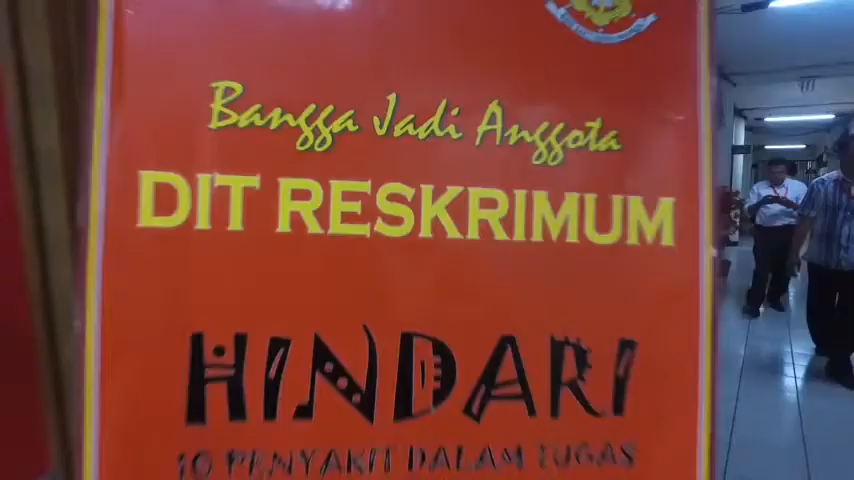 Bangga Jadi Anggota
DIT RESKRIMUM
HINDARI
10 PENYAKIT DALAM TUGAS